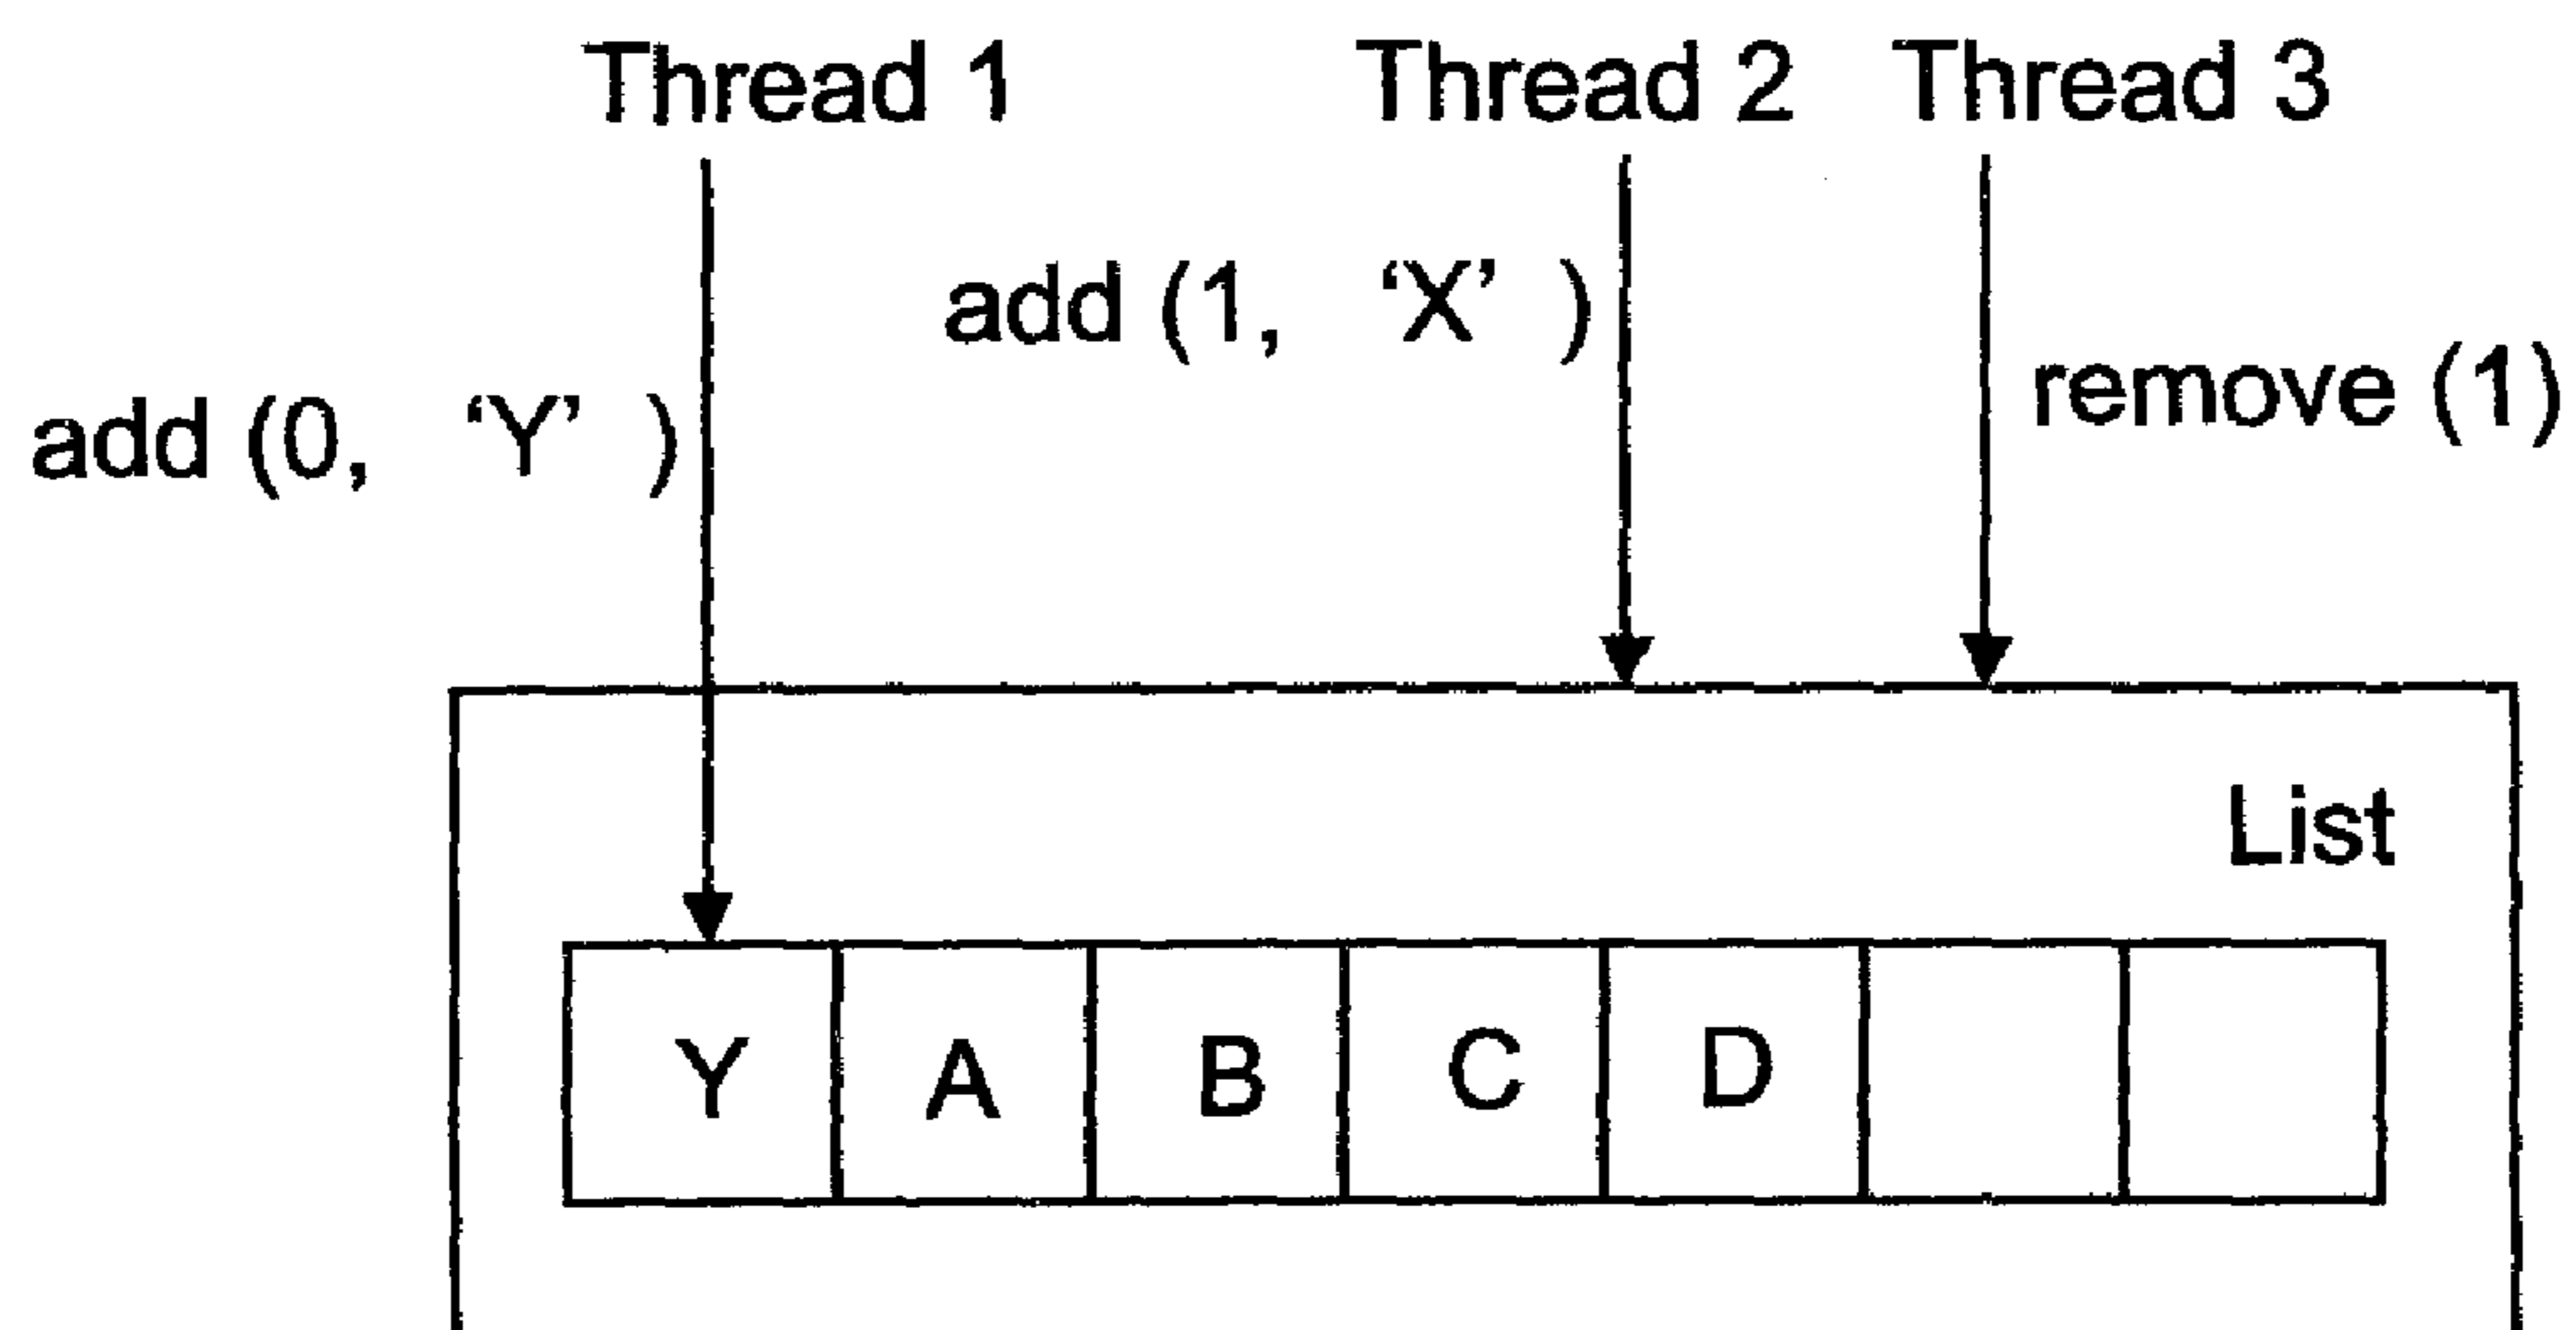 Thread 1 Thread 2 Thread 3
add (1, ‘X’ )
remove (1)
add (0, ‘Y’ )
List
Y A B C D